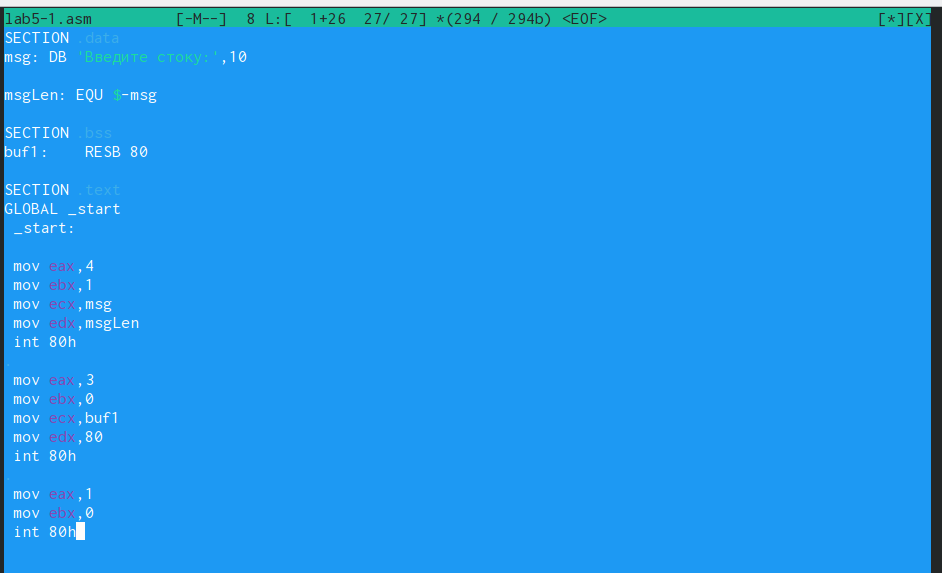 lab5-1.asm [-M--] 8 L:[ 1+26 27/ 27] *(294 / 294b) <EOF> [*][X]
SECTION .data
msg: DB 'Введите стоку:',10
msgLen: EQU $-msg
SECTION .bss
buf1: RESB 80
SECTION .text
GLOBAL _start
_start:
mov eax,4
mov ebx,1
mov ecx,msg
mov edx,msgLen
int 80h
mov eax,3
mov ebx,0
mov ecx,buf1
mov edx,80
int 80h
mov eax,1
mov ebx,0
int 80h